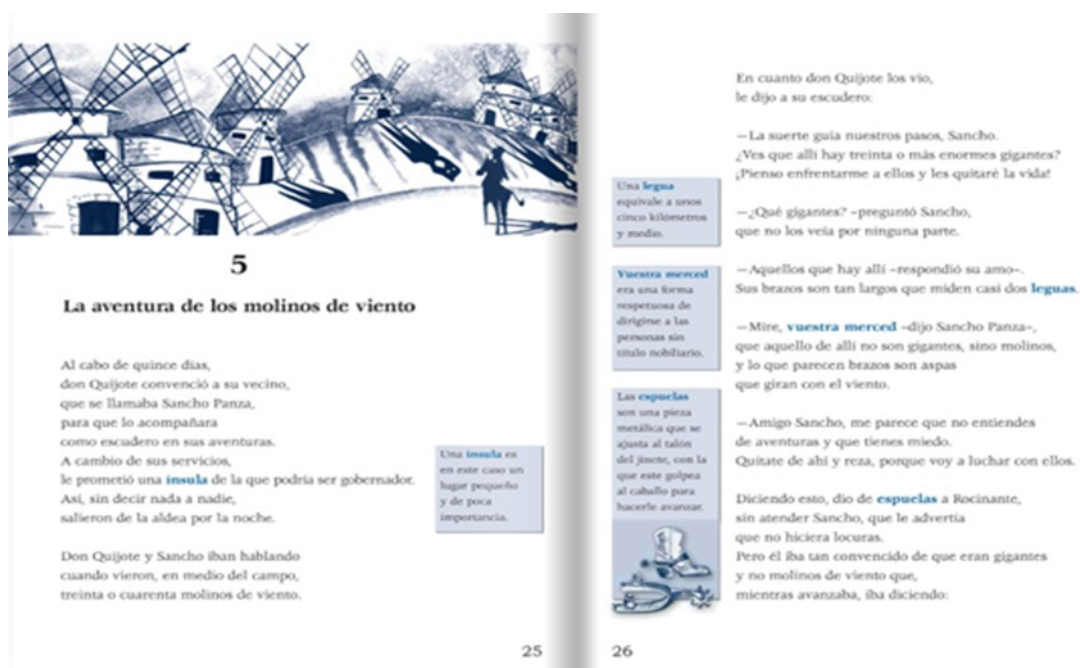 5
La aventura de los molinos de viento
Al cabo de quince días,
don Quijote convenció a su vecino,
que se llamaba Sancho Panza,
para que lo acompañara
como escudero en sus aventuras.
A cambio de sus servicios,
le prometió una ínsula de la que podría ser gobernador.
Así, sin decir nada a nadie,
salieron de la aldea por la noche.
Don Quijote y Sancho iban hablando
cuando vieron, en medio del campo,
treinta o cuarenta molinos de viento.
Una ínsula es
en este caso un
lugar pequeño
y de poca
importancia.
25
En cuanto don Quijote los vio,
le dijo a su escudero:
—La suerte guía nuestros pasos, Sancho.
¿Ves que allí hay treinta o más enormes gigantes?
¡Pienso enfrentarme a ellos y les quitaré la vida!
—¿Qué gigantes? –preguntó Sancho,
que no los veía por ninguna parte.
—Aquellos que hay allí –respondió su amo–.
Sus brazos son tan largos que miden casi dos leguas.
—Mire, vuestra merced –dijo Sancho Panza–,
que aquello de allí no son gigantes, sino molinos,
y lo que parecen brazos son aspas
que giran con el viento.
—Amigo Sancho, me parece que no entiendes
de aventuras y que tienes miedo.
Quítate de ahí y reza, porque voy a luchar con ellos.
Diciendo esto, dio de espuelas a Rocinante,
sin atender Sancho, que le advertía
que no hiciera locuras.
Pero él iba tan convencido de que eran gigantes
y no molinos de viento que,
mientras avanzaba, iba diciendo:
Una legua
equivale a unos
cinco kilómetros
y medio.
Vuestra merced
era una forma
respetuosa de
dirigirse a las
personas sin
título nobiliario.
Las espuelas
son una pieza
metálica que se
ajusta al talón
del jinete, con la
que este golpea
al caballo para
hacerle avanzar.
26